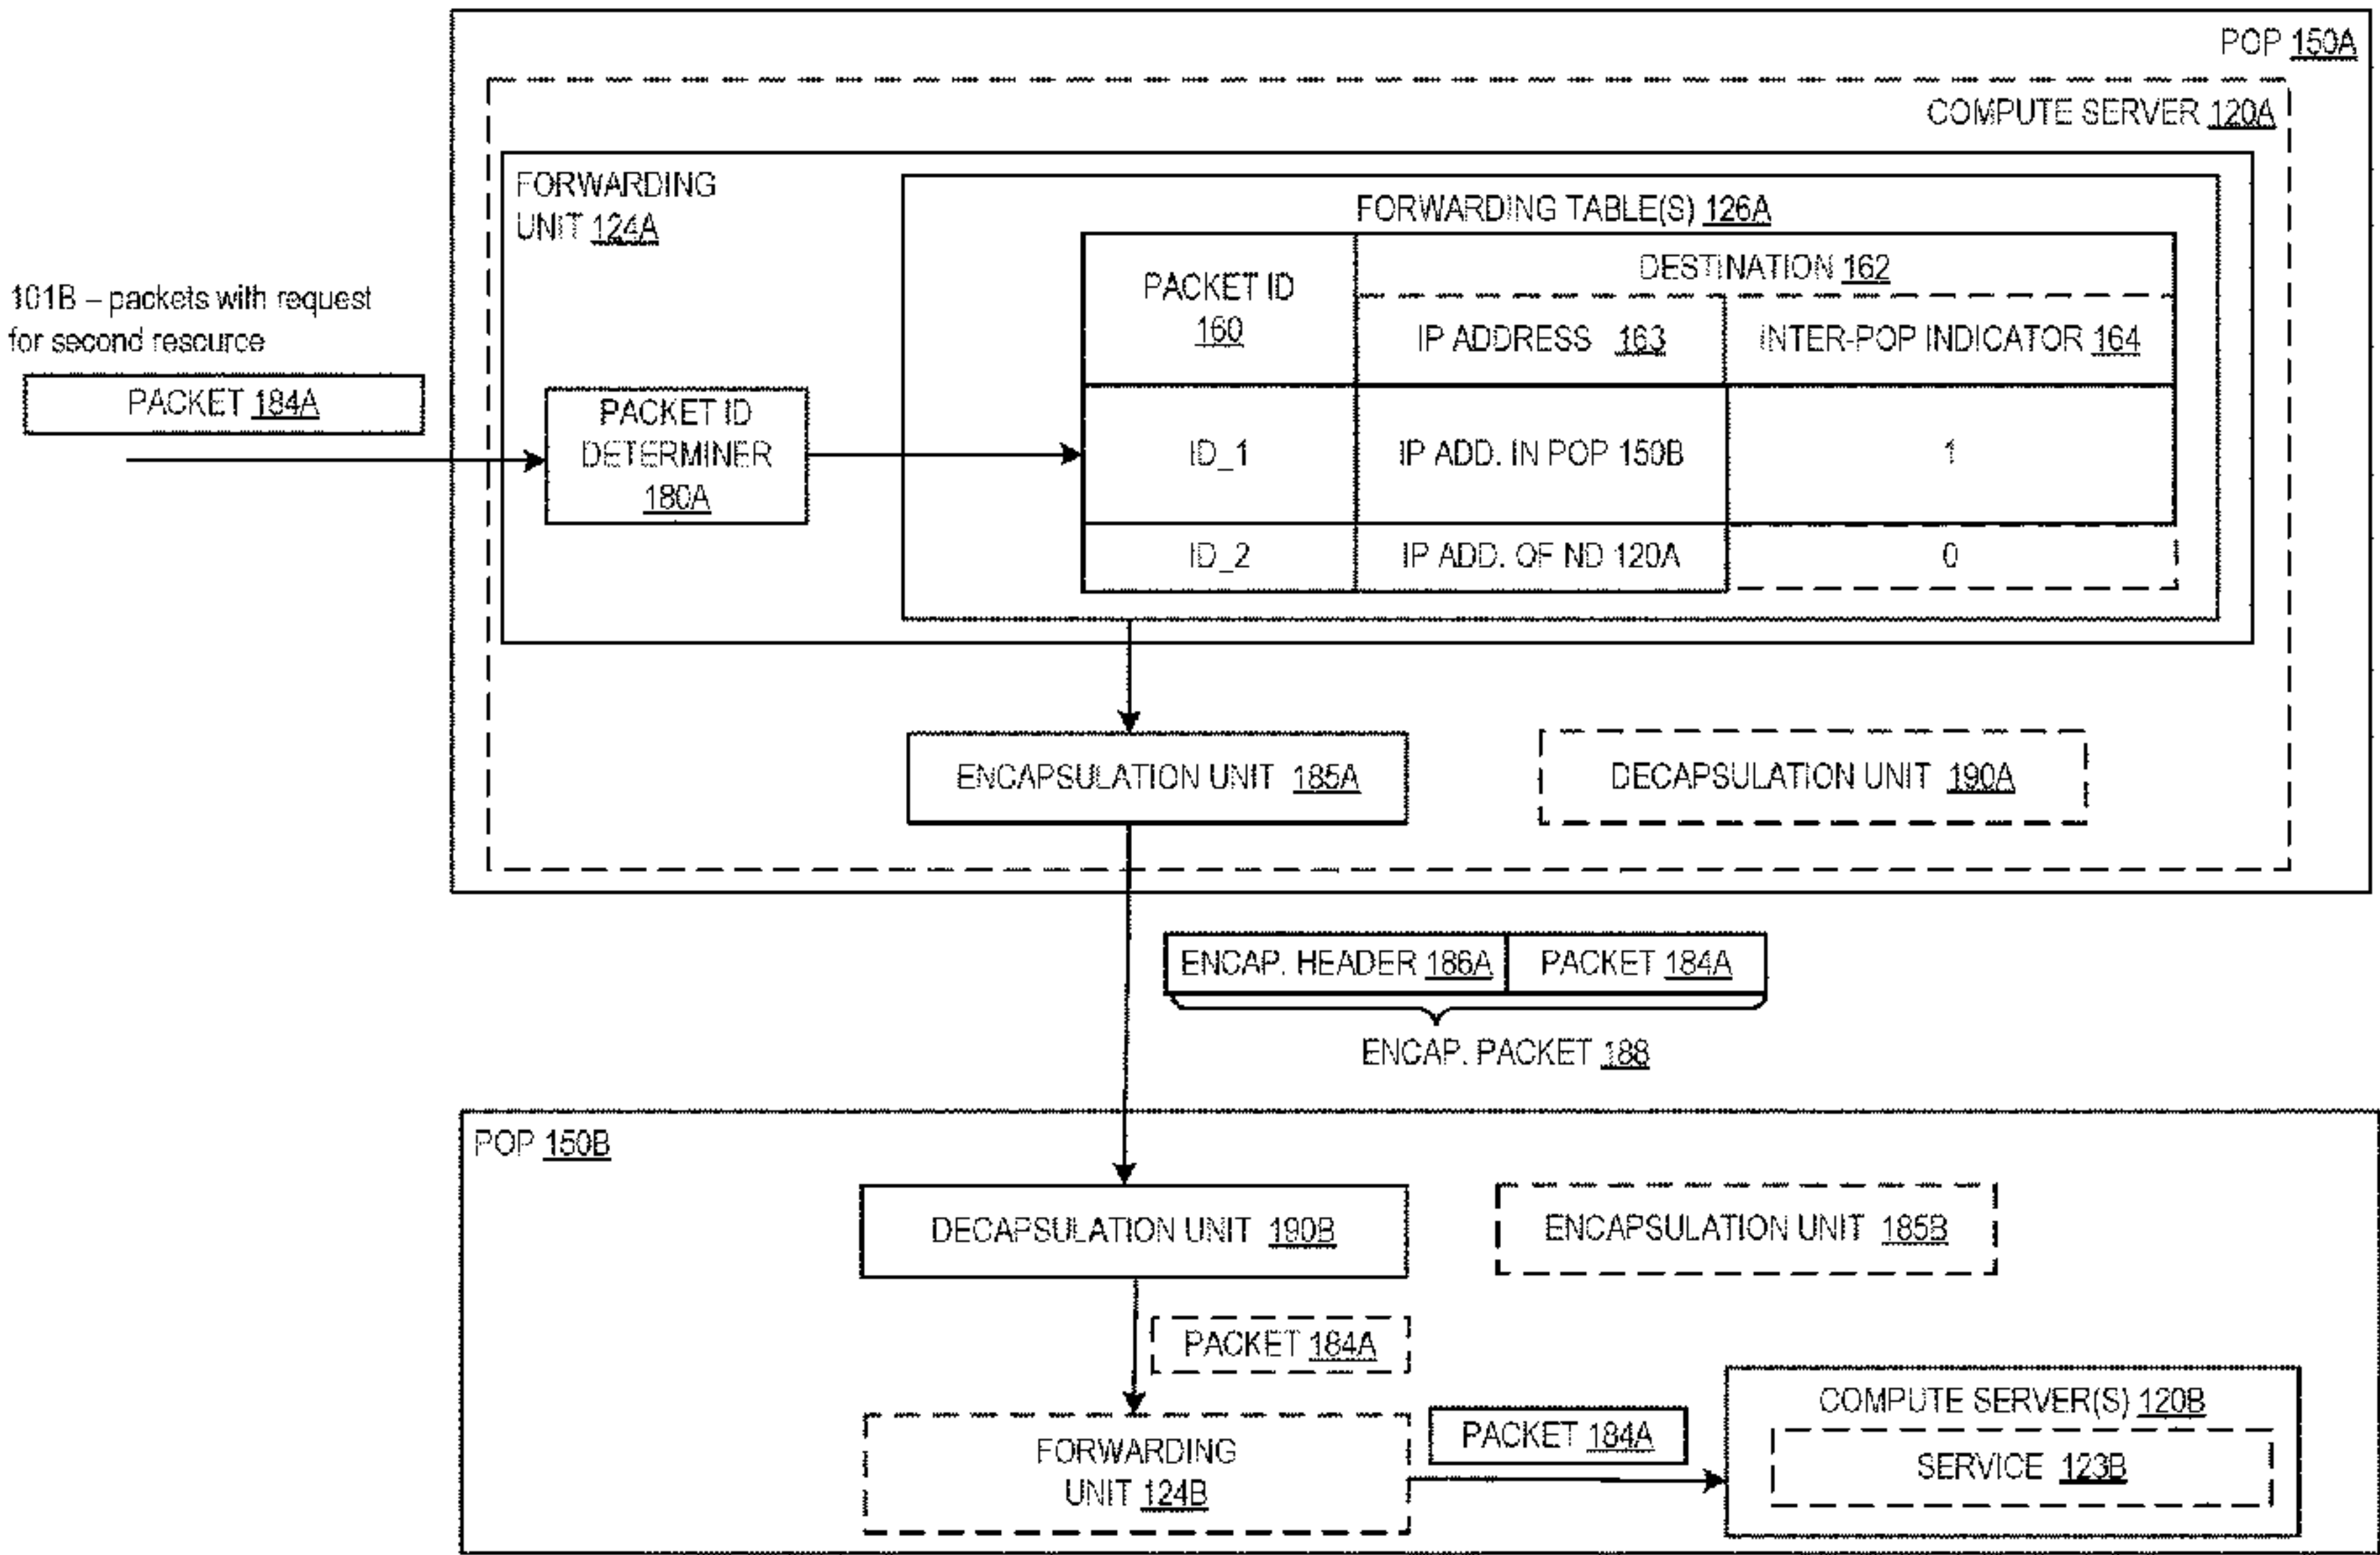 POP 150A
COMPUTE SERVER 120A
FORWARDING
UNIT 124A
FORWARDING TABLE(S) 126A
PACKET ID
160
DESTINATION 162
IP ADDRESS 163
INTER-POP INDICATOR 164
101B – packets with request
for second resource
PACKET 184A
PACKET ID
DETERMINER
180A
ID_1
IP ADD. IN POP 150B
1
ID_2
IP ADD. OF ND 120A
0
ENCAPSULATION UNIT 185A
DECAPSULATION UNIT 190A
ENCAP. HEADER 186A
PACKET 184A
ENCAP. PACKET 188
POP 150B
DECAPSULATION UNIT 190B
ENCAPSULATION UNIT 185B
PACKET 184A
FORWARDING
UNIT 124B
PACKET 184A
COMPUTE SERVER(S) 120B
SERVICE 123B